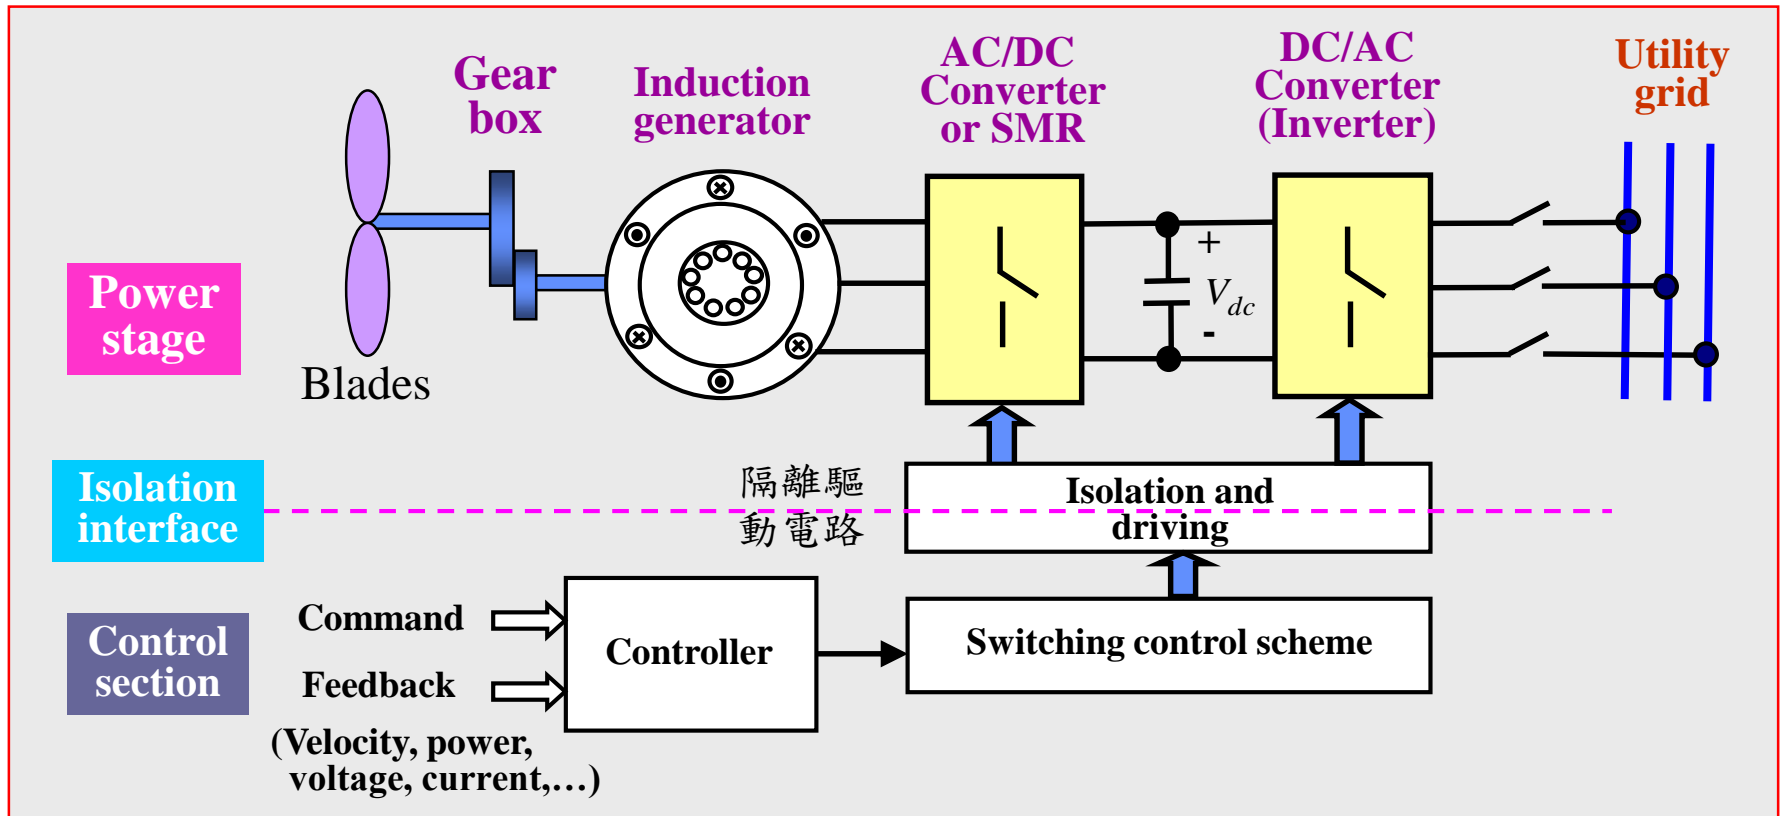 Gear
box
Induction
generator
AC/DC
Converter
or SMR
DC/AC
Converter
(Inverter)
Utility
grid
Power
stage
Blades
+
V_dc
-
Isolation
interface
隔離驅
動電路
Isolation and
driving
Control
section
Command
Feedback
(Velocity, power,
voltage, current,…)
Controller
Switching control scheme